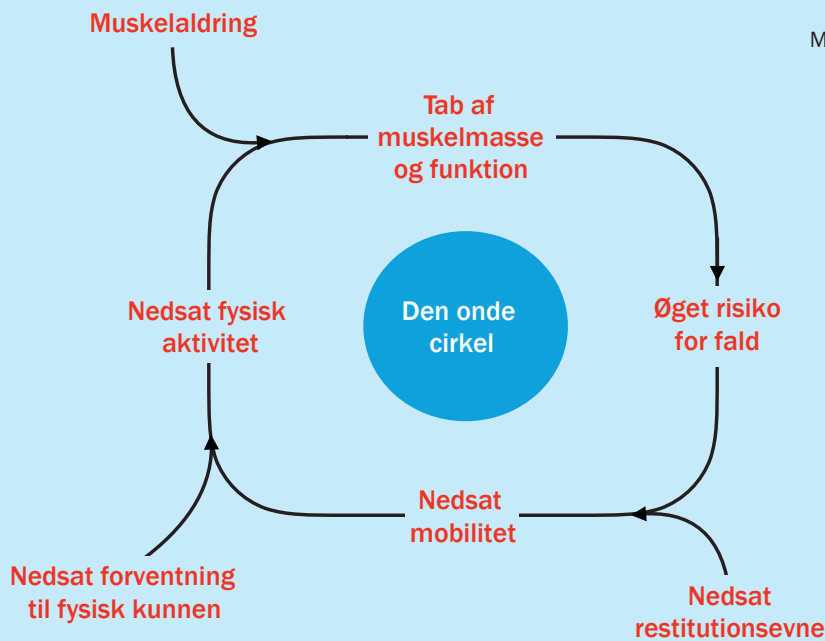 Muskelaldring
M
Tab af
muskelmasse
og funktion
Nedsat fysisk
aktivitet
Den onde
cirkel
Øget risiko
for fald
Nedsat
mobilitet
Nedsat forventning
til fysisk kunnen
Nedsat
restitutionsevne